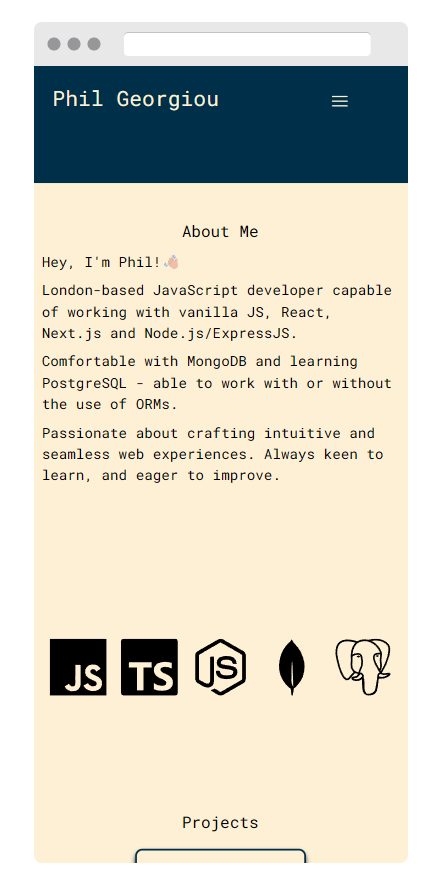 Phil Georgiou
About Me
Hey, I'm Phil!👋🏻
London-based JavaScript developer capable
of working with vanilla JS, React,
Next.js and Node.js/ExpressJS.
Comfortable with MongoDB and learning
PostgreSQL - able to work with or without
the use of ORMs.
Passionate about crafting intuitive and
seamless web experiences. Always keen to
learn, and eager to improve.
JS TS JS
Projects